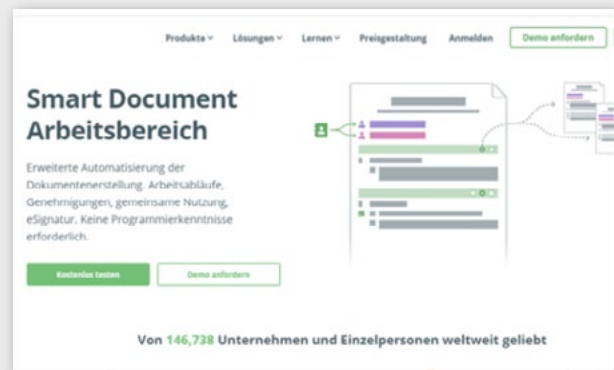 Produkte Lösungen Lernen Preisgestaltung Anmelden Demo anfordern
Smart Document
Arbeitsbereich
Erweiterte Automatisierung der
Dokumentenerstellung. Arbeitsabläufe,
Genehmigungen, gemeinsame Nutzung,
eSignatur. Keine Programmierkenntnisse
erforderlich.
Kostenlos testen Demo anfordern
Von 146,738 Unternehmen und Einzelpersonen weltweit geliebt